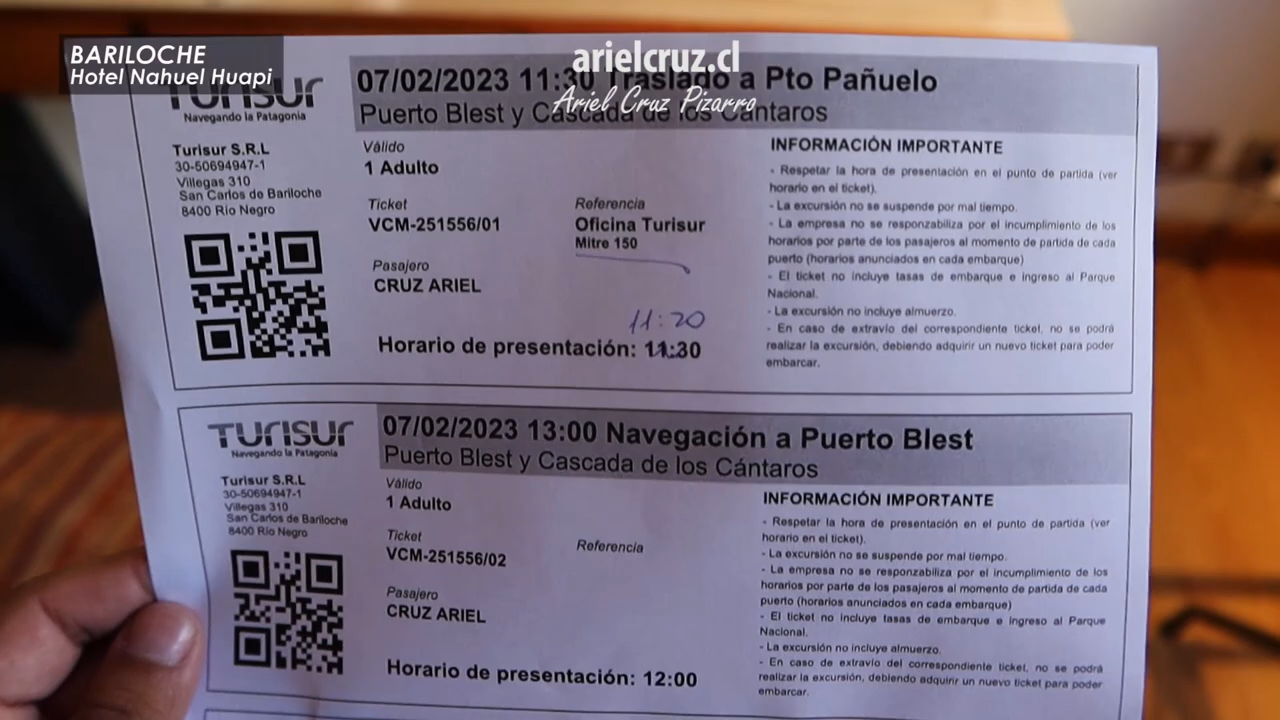 BARILOCHE
Hotel Nahuel Huapi
arielcruz.cl
Ariel Cruz Pizarro
TURISUR
Navegando la Patagonia
Turisur S.R.L
30-50694947-1
Villegas 310
San Carlos de Bariloche
8400 Río Negro
07/02/2023 11:30 Traslado a Pto Pañuelo
Puerto Blest y Cascada de los Cántaros
Válido
1 Adulto
Ticket
VCM-251556/01
Referencia
Oficina Turisur
Mitre 150
Pasajero
CRUZ ARIEL
11:20
Horario de presentación: 11:30
INFORMACIÓN IMPORTANTE
- Respetar la hora de presentación en el punto de partida (ver
horario en el ticket).
- La excursión no se suspende por mal tiempo.
- La empresa no se responzabiliza por el incumplimiento de los
horarios por parte de los pasajeros al momento de partida de cada
puerto (horarios anunciados en cada embarque)
- El ticket no incluye tasas de embarque e ingreso al Parque
Nacional.
- La excursión no incluye almuerzo.
- En caso de extravío del correspondiente ticket, no se podrá
realizar la excursión, debiendo adquirir un nuevo ticket para poder
embarcar.
TURISUR
Navegando la Patagonia
Turisur S.R.L
30-50694947-1
Villegas 310
San Carlos de Bariloche
8400 Río Negro
07/02/2023 13:00 Navegación a Puerto Blest
Puerto Blest y Cascada de los Cántaros
Válido
1 Adulto
Ticket
VCM-251556/02
Referencia
Pasajero
CRUZ ARIEL
Horario de presentación: 12:00
INFORMACIÓN IMPORTANTE
- Respetar la hora de presentación en el punto de partida (ver
horario en el ticket).
- La excursión no se suspende por mal tiempo.
- La empresa no se responzabiliza por el incumplimiento de los
horarios por parte de los pasajeros al momento de partida de cada
puerto (horarios anunciados en cada embarque)
- El ticket no incluye tasas de embarque e ingreso al Parque
Nacional.
- La excursión no incluye almuerzo.
- En caso de extravío del correspondiente ticket, no se podrá
realizar la excursión, debiendo adquirir un nuevo ticket para poder
embarcar.